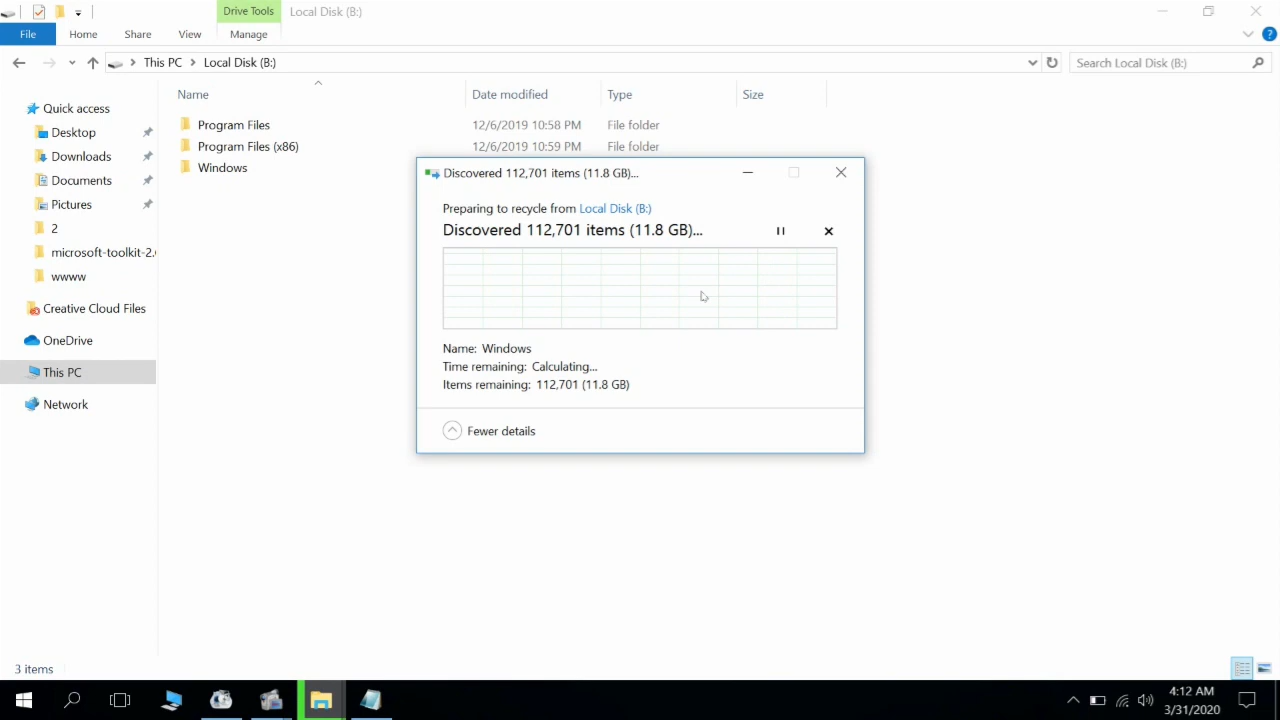 Drive Tools
Local Disk (B:)
File
Home
Share
View
Manage
This PC
Local Disk (B:)
Search Local Disk (B:)
Name
Date modified
Type
Size
Quick access
Desktop
Downloads
Documents
Pictures
2
microsoft-toolkit-2.
wwww
Creative Cloud Files
OneDrive
This PC
Network
Program Files
12/6/2019 10:58 PM
File folder
Program Files (x86)
12/6/2019 10:59 PM
File folder
Windows
Discovered 112,701 items (11.8 GB)...
Preparing to recycle from Local Disk (B:)
Discovered 112,701 items (11.8 GB)...
Name: Windows
Time remaining: Calculating...
Items remaining: 112,701 (11.8 GB)
Fewer details
3 items
4:12 AM
3/31/2020